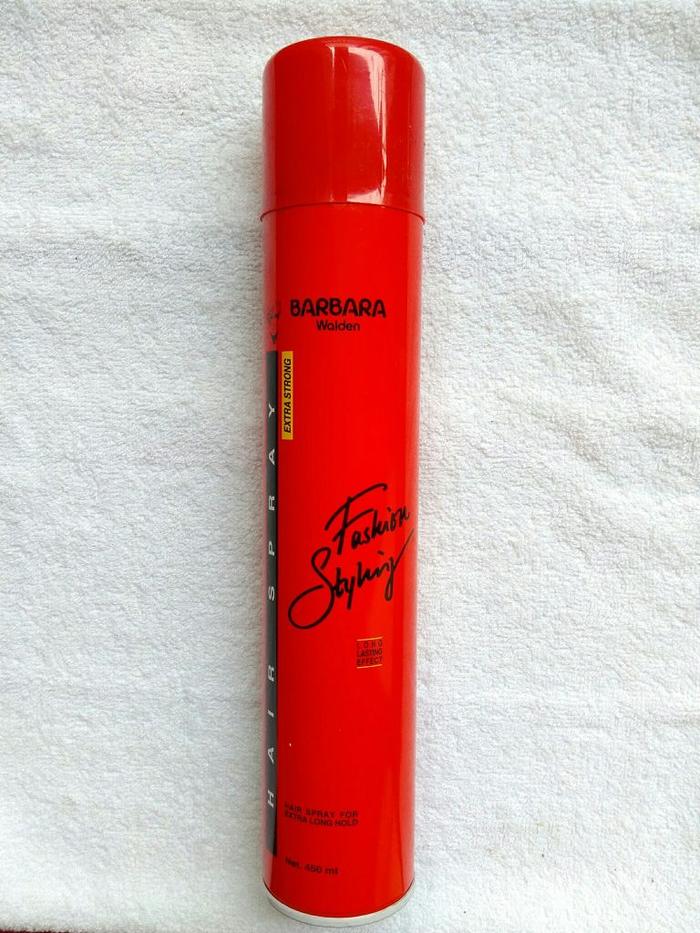 BARBARA
Walden
EXTRA STRONG
HAIR SPRAY
Fashion
Styling
LONG
LASTING
EFFECT
HAIR SPRAY FOR
EXTRA LONG HOLD
Net. 450 ml